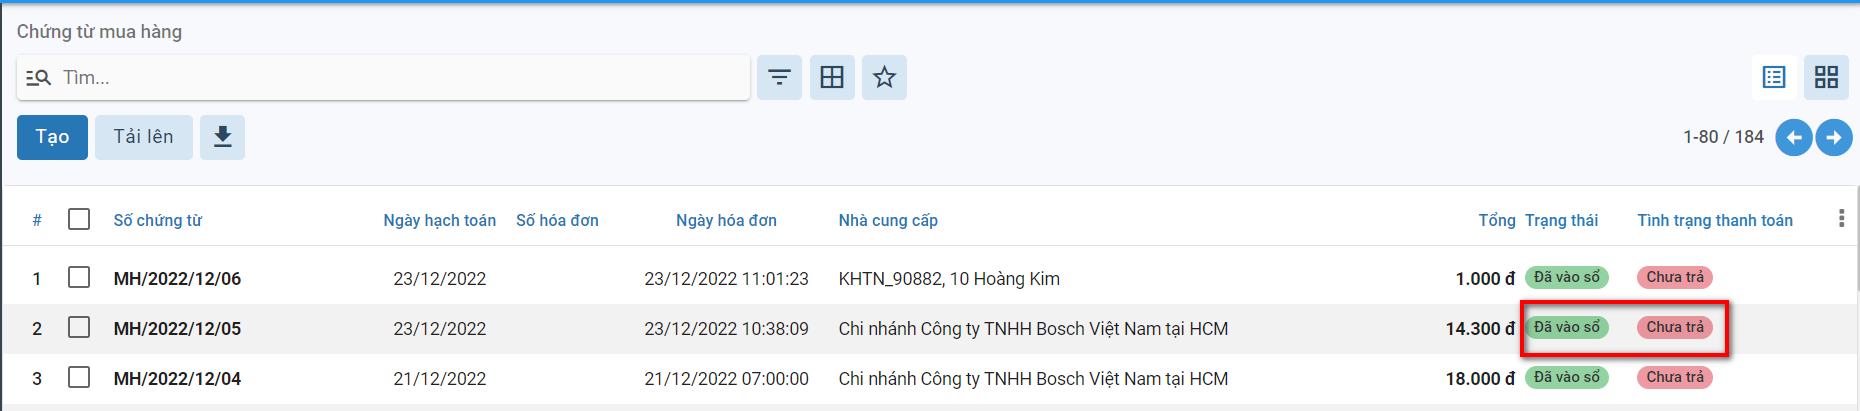 Chứng từ mua hàng
Tìm...
Tạo Tải lên 1-80 / 184
# Số chứng từ Ngày hạch toán Số hóa đơn Ngày hóa đơn Nhà cung cấp Tổng Trạng thái Tình trạng thanh toán
1 MH/2022/12/06 23/12/2022 23/12/2022 11:01:23 KHTN_90882, 10 Hoàng Kim 1.000 đ Đã vào sổ Chưa trả
2 MH/2022/12/05 23/12/2022 23/12/2022 10:38:09 Chi nhánh Công ty TNHH Bosch Việt Nam tại HCM 14.300 đ Đã vào sổ Chưa trả
3 MH/2022/12/04 21/12/2022 21/12/2022 07:00:00 Chi nhánh Công ty TNHH Bosch Việt Nam tại HCM 18.000 đ Đã vào sổ Chưa trả